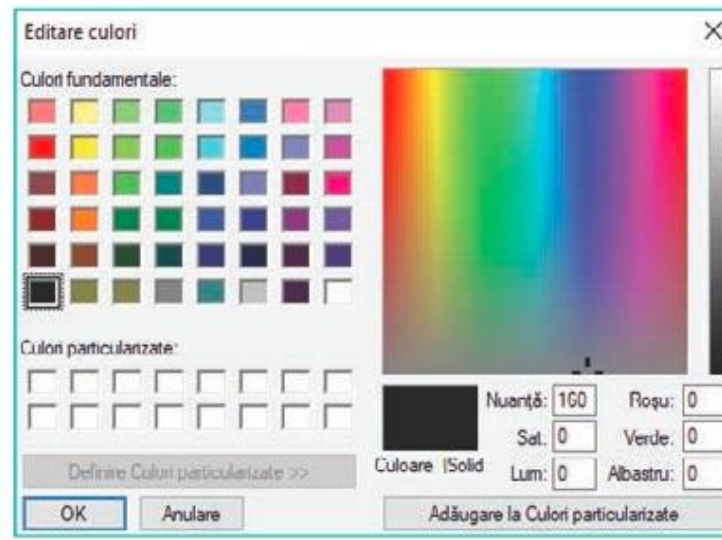 Editare culori
Culori fundamentale:
Culori particularizate:
Definire Culori particularizate >>
OK
Anulare
Culoare |Solid
Nuanță: 160
Sat. 0
Lum: 0
Roșu: 0
Verde. 0
Albastru: 0
Adăugare la Culori particularizate